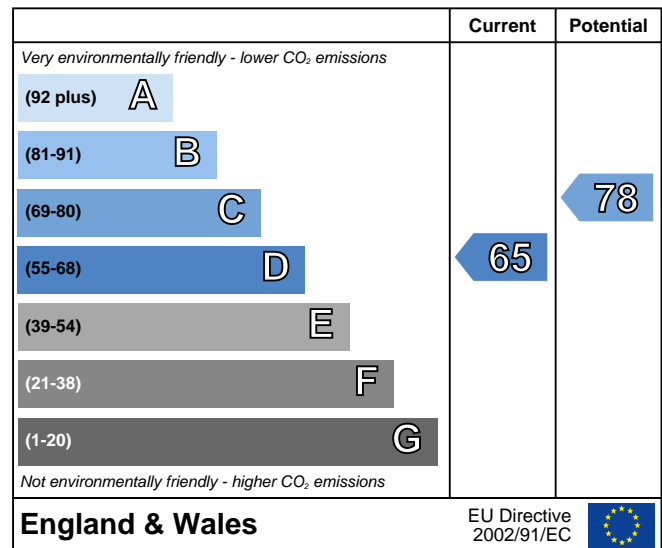 Current Potential
Very environmentally friendly - lower CO₂ emissions
(92 plus) A
(81-91) B
(69-80) C
78
(55-68) D
65
(39-54) E
(21-38) F
(1-20) G
Not environmentally friendly - higher CO₂ emissions
England & Wales
EU Directive
2002/91/EC